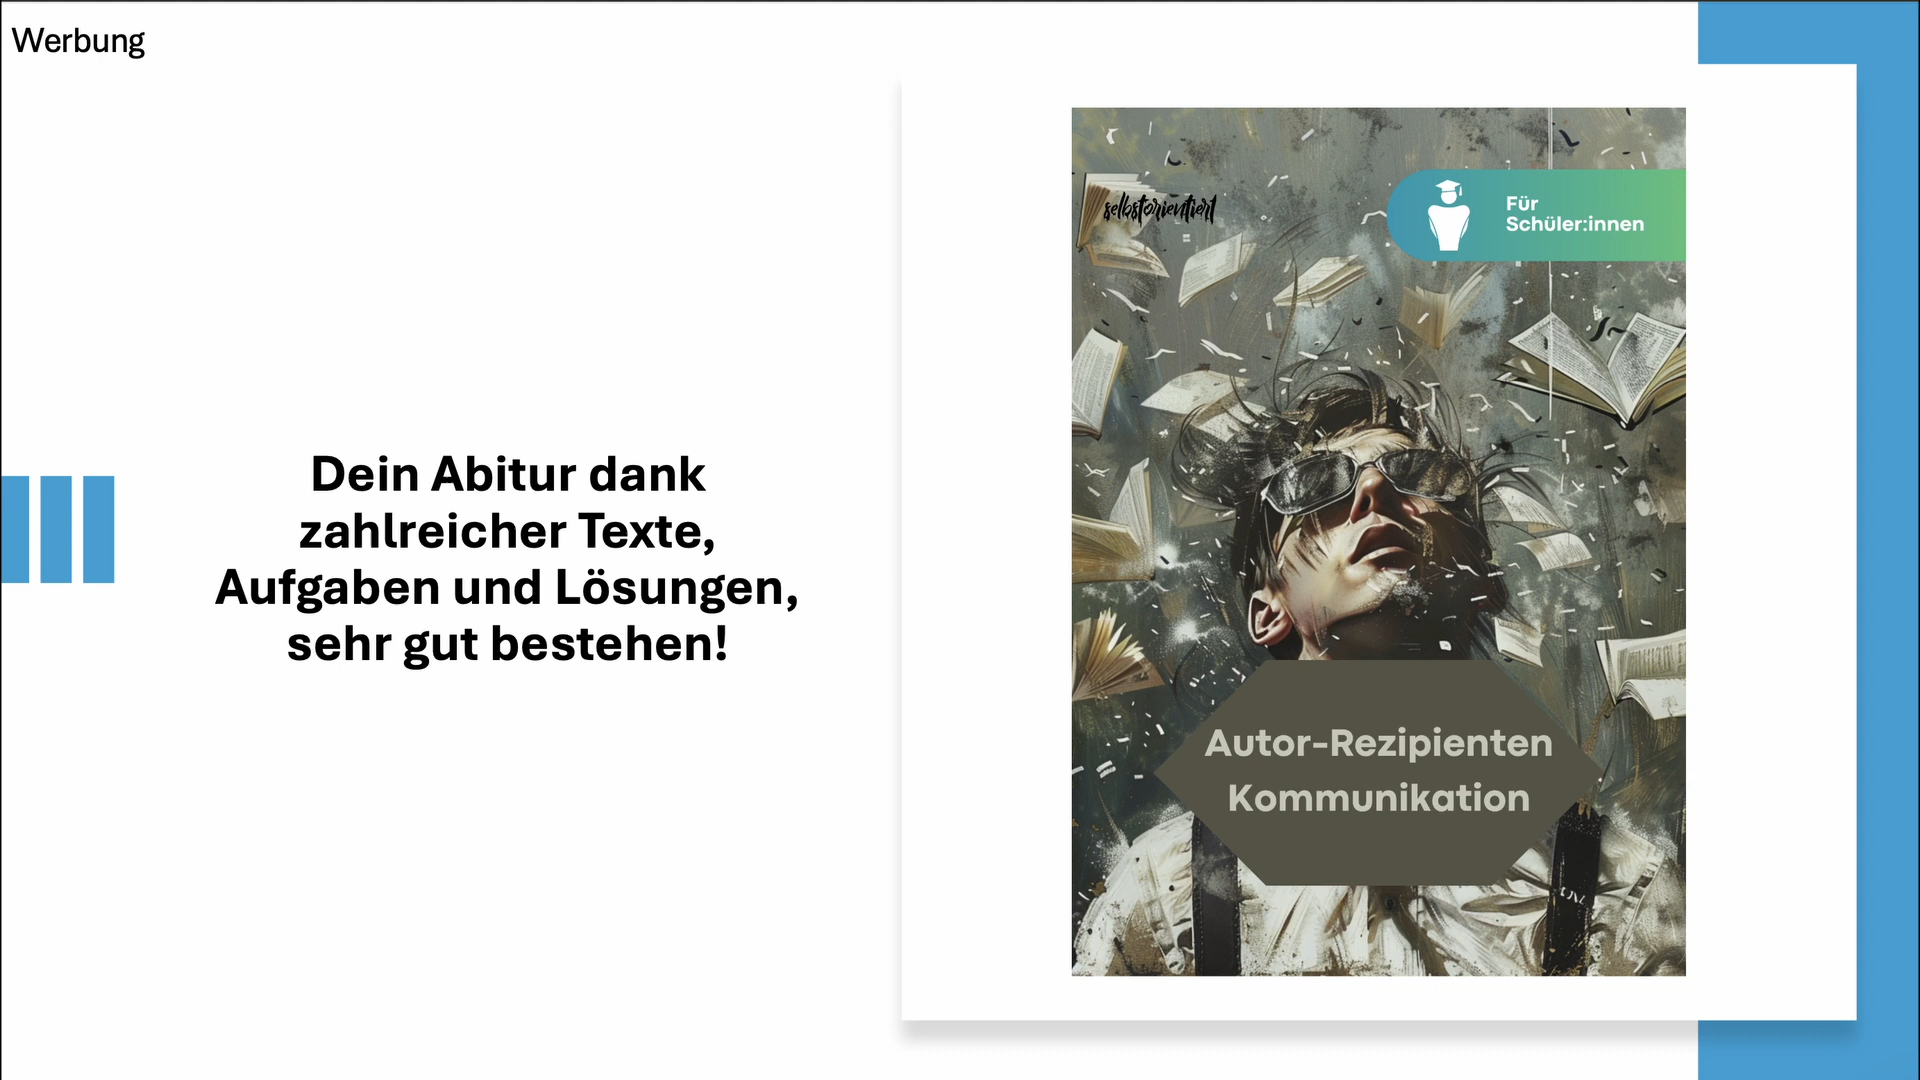 Werbung
Dein Abitur dank
zahlreicher Texte,
Aufgaben und Lösungen,
sehr gut bestehen!
selbstorientiert
Für
Schüler:innen
Autor-Rezipienten
Kommunikation